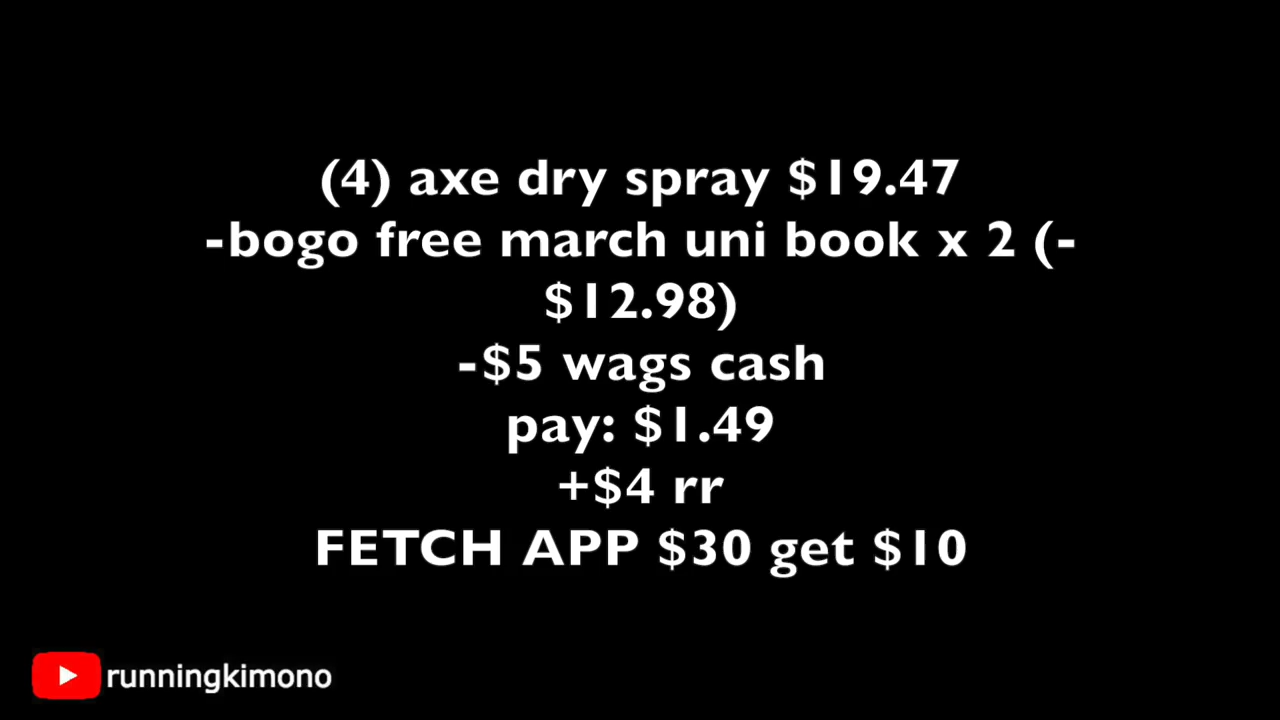 (4) axe dry spray $19.47
-bogo free march uni book x 2 (-
$12.98)
-$5 wags cash
pay: $1.49
+$4 rr
FETCH APP $30 get $10
runningkimono